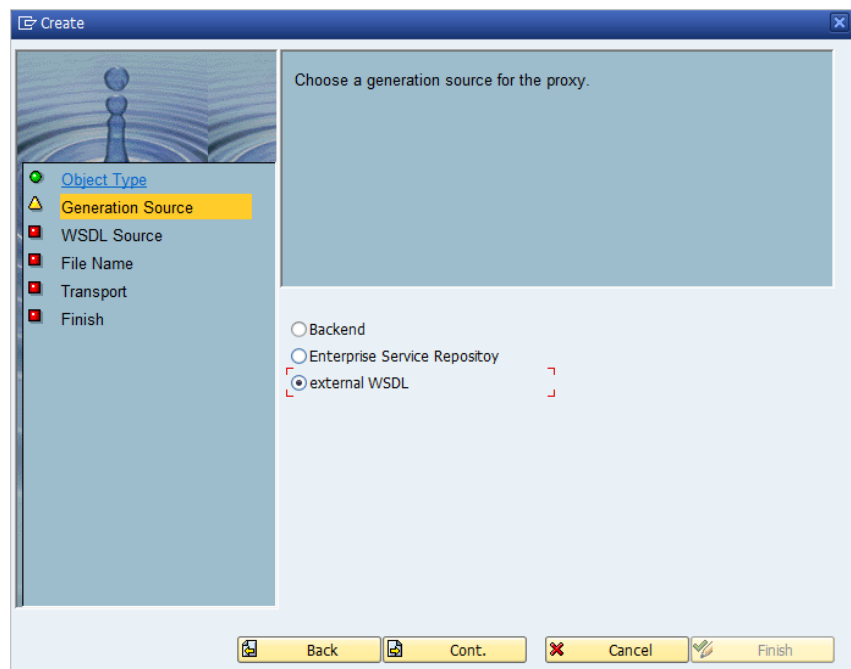 Create
Choose a generation source for the proxy.
Object Type
Generation Source
WSDL Source
File Name
Transport
Finish
Backend
Enterprise Service Repositoy
external WSDL
Back
Cont.
Cancel
Finish